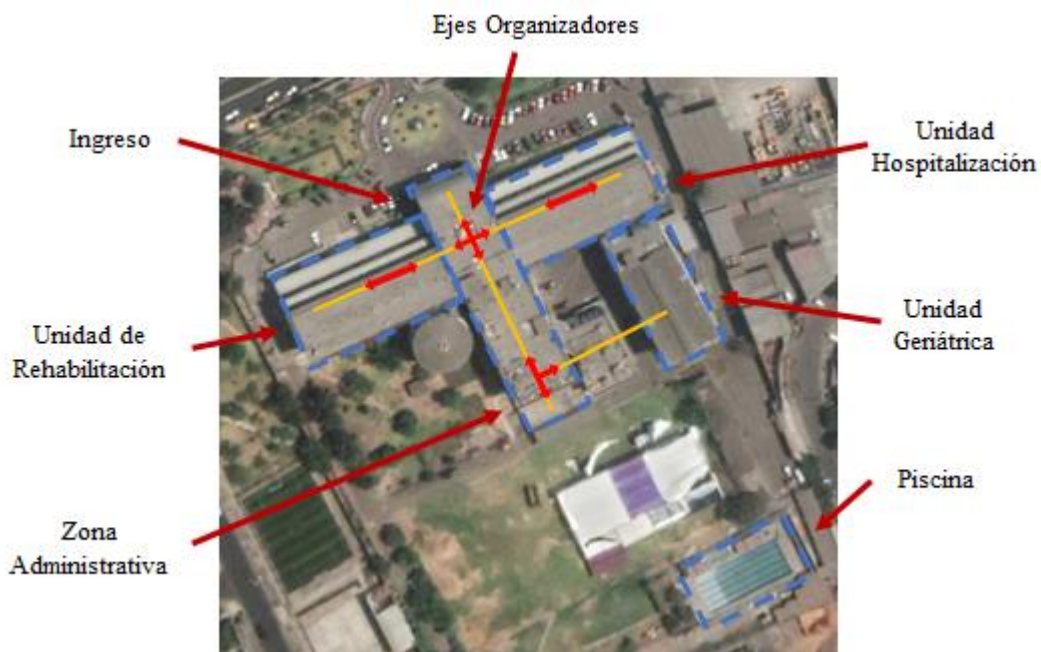 Ejes Organizadores
Ingreso
Unidad
Hospitalización
Unidad de
Rehabilitación
Unidad
Geriátrica
Zona
Administrativa
Piscina